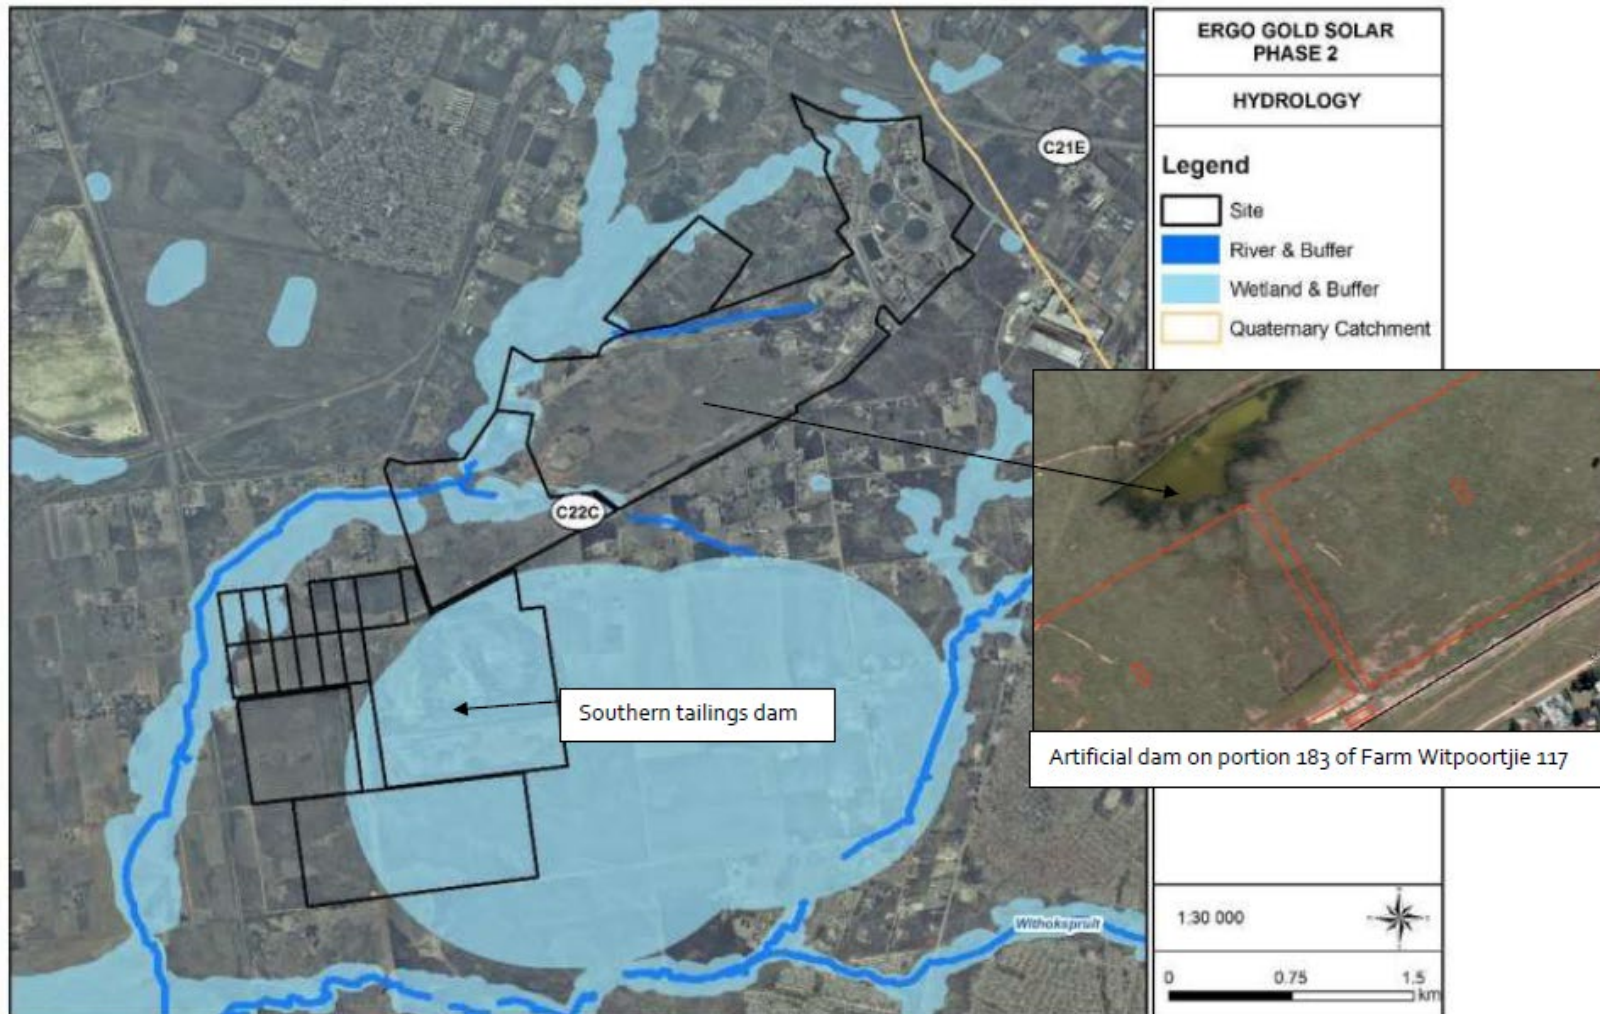 ERGO GOLD SOLAR
PHASE 2
HYDROLOGY
Legend
Site
River & Buffer
Wetland & Buffer
Quaternary Catchment
C21E
C22C
Southern tailings dam
Artificial dam on portion 183 of Farm Witpoortjie 117
Withokspruit
1:30 000
0 0.75 1.5
km